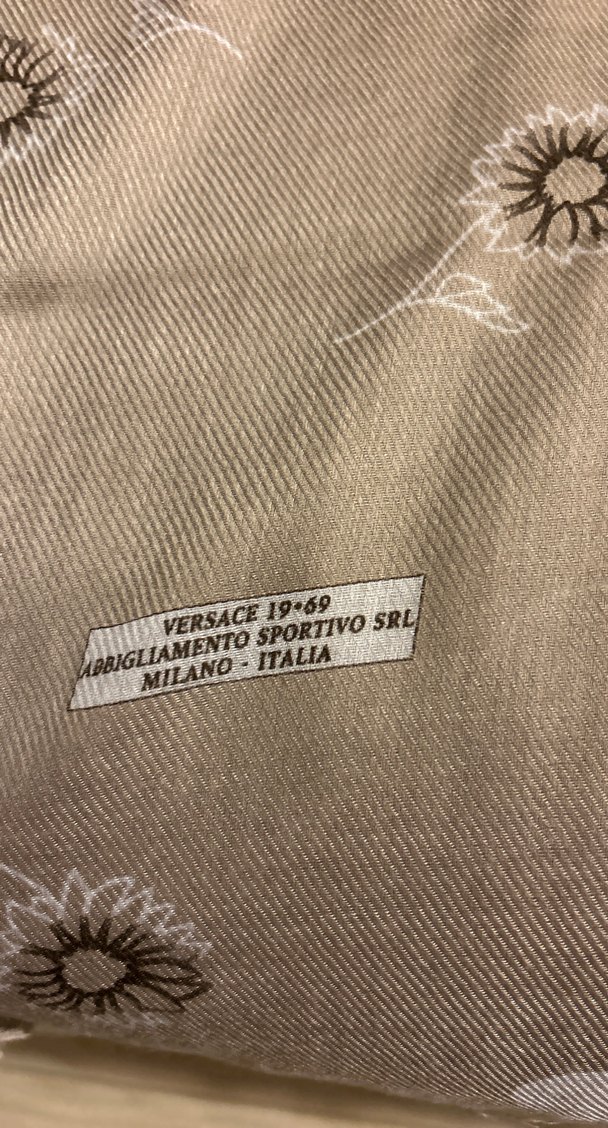 VERSACE 19•69
ABBIGLIAMENTO SPORTIVO SRL
MILANO - ITALIA